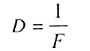 D = 1/F